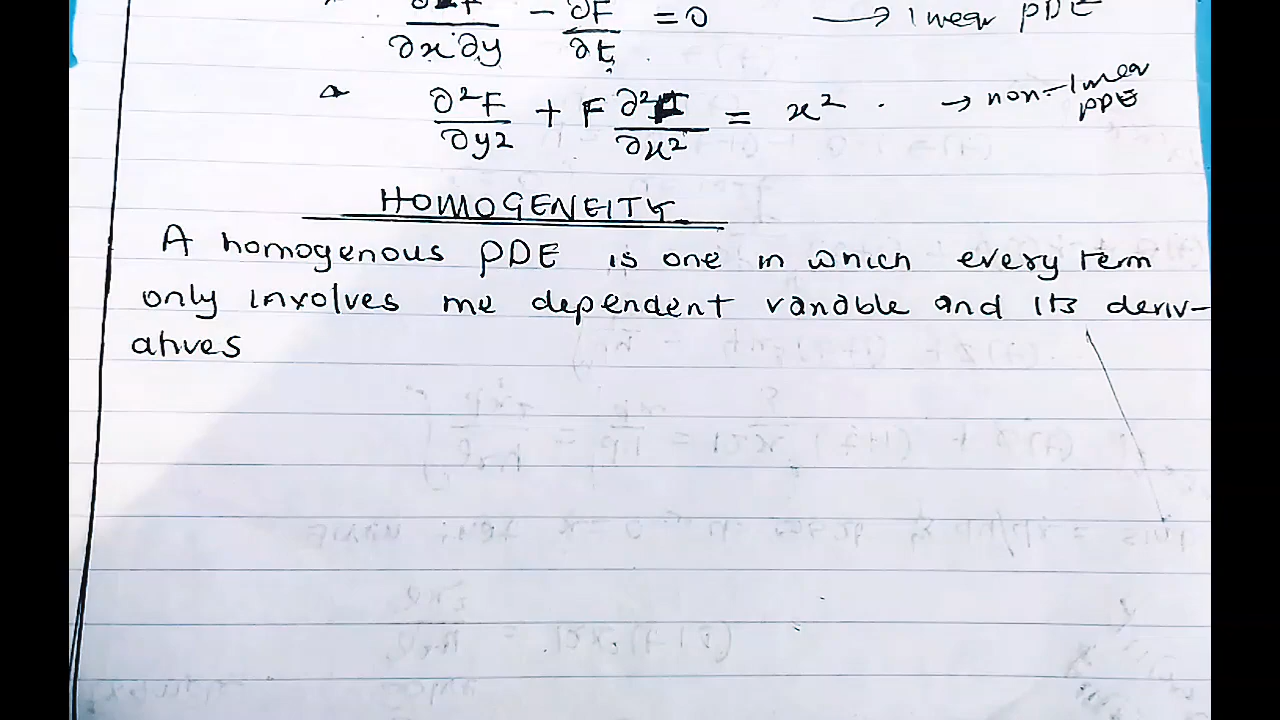 ∂²F/∂x∂y − ∂F/∂t = 0 → linear PDE
∂²F/∂y2 + F ∂²F/∂x² = x² . → non-linear PDE
HOMOGENEITY
A homogenous PDE is one in which every term
only involves the dependent variable and its deriv-
atives